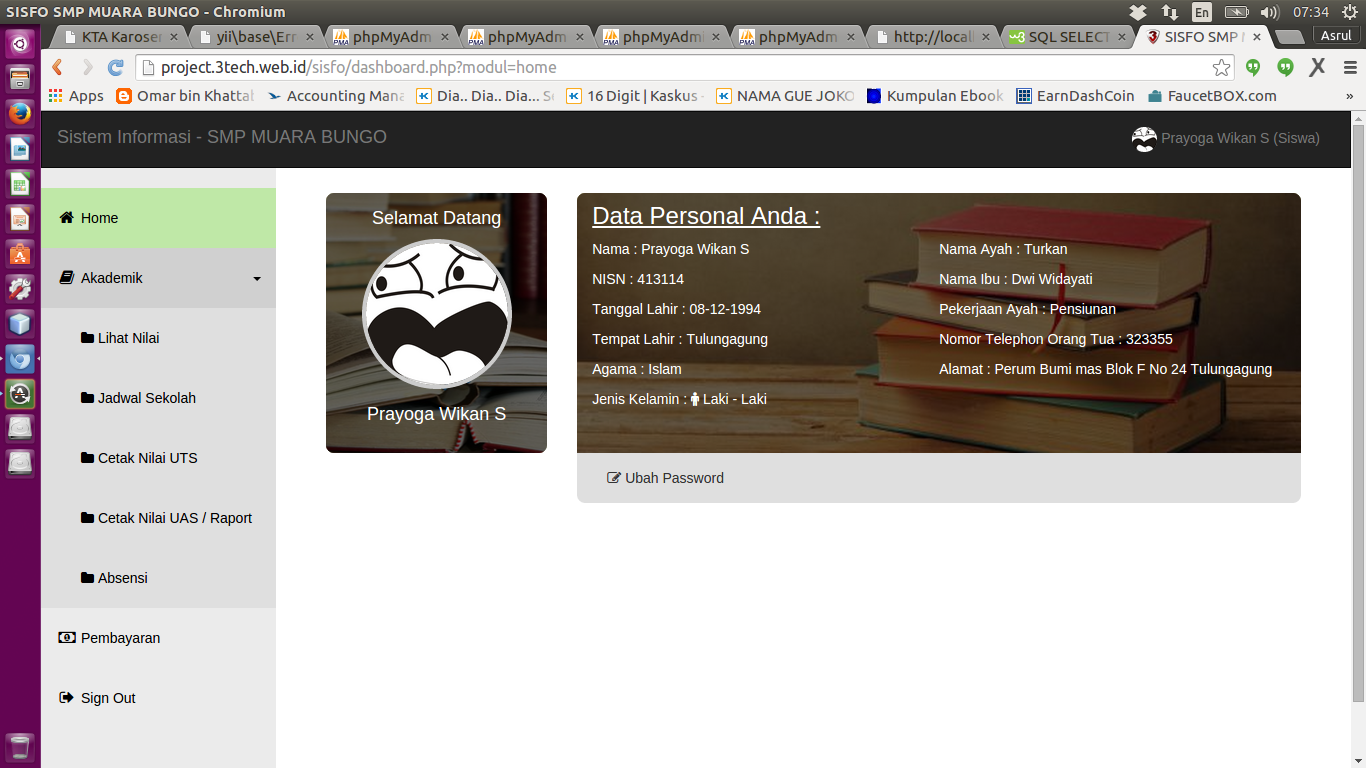 SISFO SMP MUARA BUNGO - Chromium
En
07:34
KTA Karoser
yii\base\Err
phpMyAdm
phpMyAdm
phpMyAdmi
phpMyAdm
http://locall
SQL SELECT
SISFO SMP M
Asrul
project.3tech.web.id/sisfo/dashboard.php?modul=home
Apps
Omar bin Khattab
Accounting Mana
Dia.. Dia.. Dia... S
16 Digit | Kaskus -
NAMA GUE JOKO
Kumpulan Ebook
EarnDashCoin
FaucetBOX.com
»
Sistem Informasi - SMP MUARA BUNGO
Prayoga Wikan S (Siswa)
Home
Akademik
Lihat Nilai
Jadwal Sekolah
Cetak Nilai UTS
Cetak Nilai UAS / Raport
Absensi
Pembayaran
Sign Out
Selamat Datang
Prayoga Wikan S
Data Personal Anda :
Nama : Prayoga Wikan S
NISN : 413114
Tanggal Lahir : 08-12-1994
Tempat Lahir : Tulungagung
Agama : Islam
Jenis Kelamin : Laki - Laki
Nama Ayah : Turkan
Nama Ibu : Dwi Widayati
Pekerjaan Ayah : Pensiunan
Nomor Telephon Orang Tua : 323355
Alamat : Perum Bumi mas Blok F No 24 Tulungagung
Ubah Password